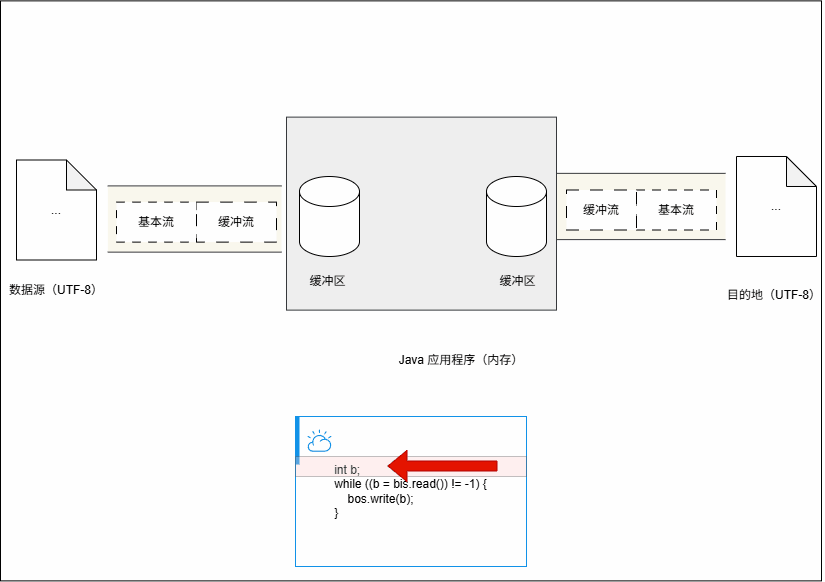 ...
基本流
缓冲流
缓冲流
基本流
...
缓冲区
缓冲区
数据源（UTF-8）
目的地（UTF-8）
Java 应用程序（内存）
int b;
while ((b = bis.read()) != -1) {
bos.write(b);
}